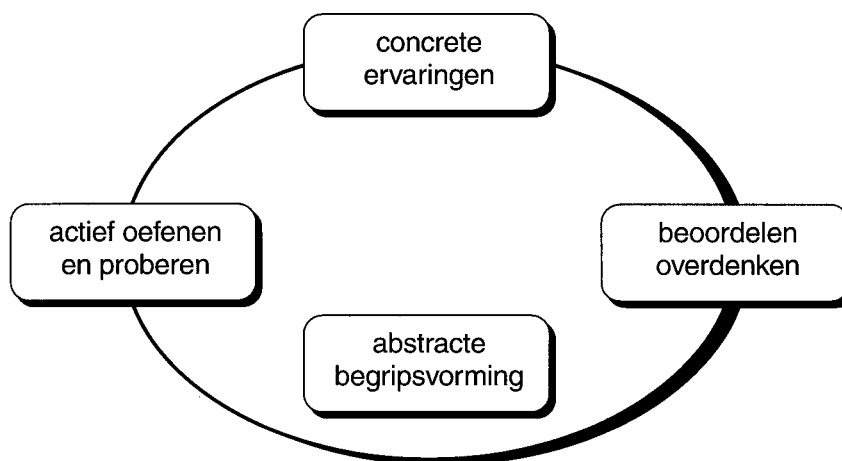 concrete
ervaringen
actief oefenen
en proberen
beoordelen
overdenken
abstracte
begripsvorming